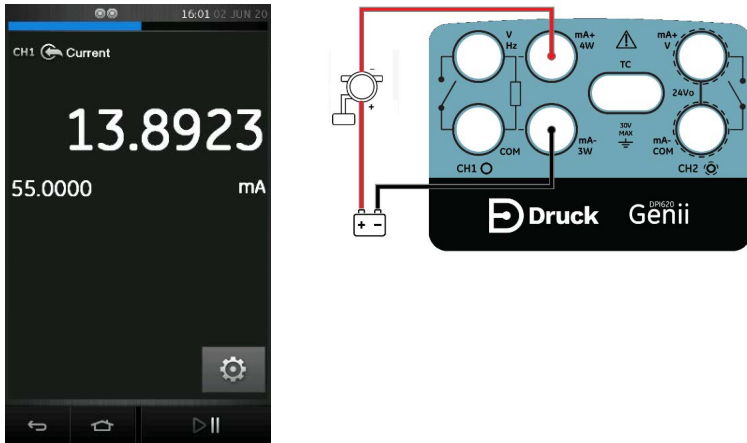 16:01 02 JUN 20
CH1 Current
13.8923
55.0000 mA
V
Hz
mA+
4W
TC
mA+
V
24Vo
COM
mA-
3W
30V
MAX
mA-
COM
CH1
CH2
Druck
DPI620
Genii